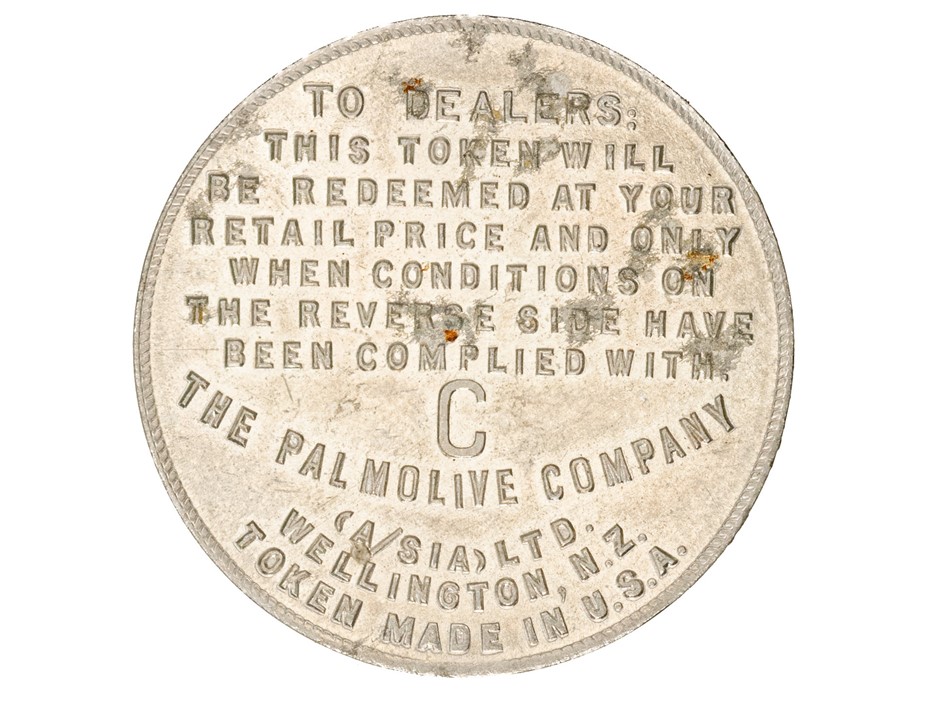 TO DEALERS:
THIS TOKEN WILL
BE REDEEMED AT YOUR
RETAIL PRICE AND ONLY
WHEN CONDITIONS ON
THE REVERSE SIDE HAVE
BEEN COMPLIED WITH.
C
THE PALMOLIVE COMPANY
(A/SIA) LTD.
WELLINGTON, N.Z.
TOKEN MADE IN U.S.A.